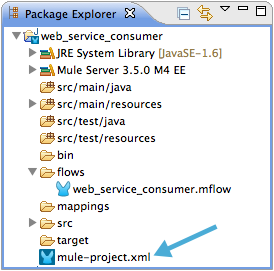 Package Explorer
web_service_consumer
JRE System Library [JavaSE-1.6]
Mule Server 3.5.0 M4 EE
src/main/java
src/main/resources
src/test/java
src/test/resources
bin
flows
web_service_consumer.mflow
mappings
src
target
mule-project.xml